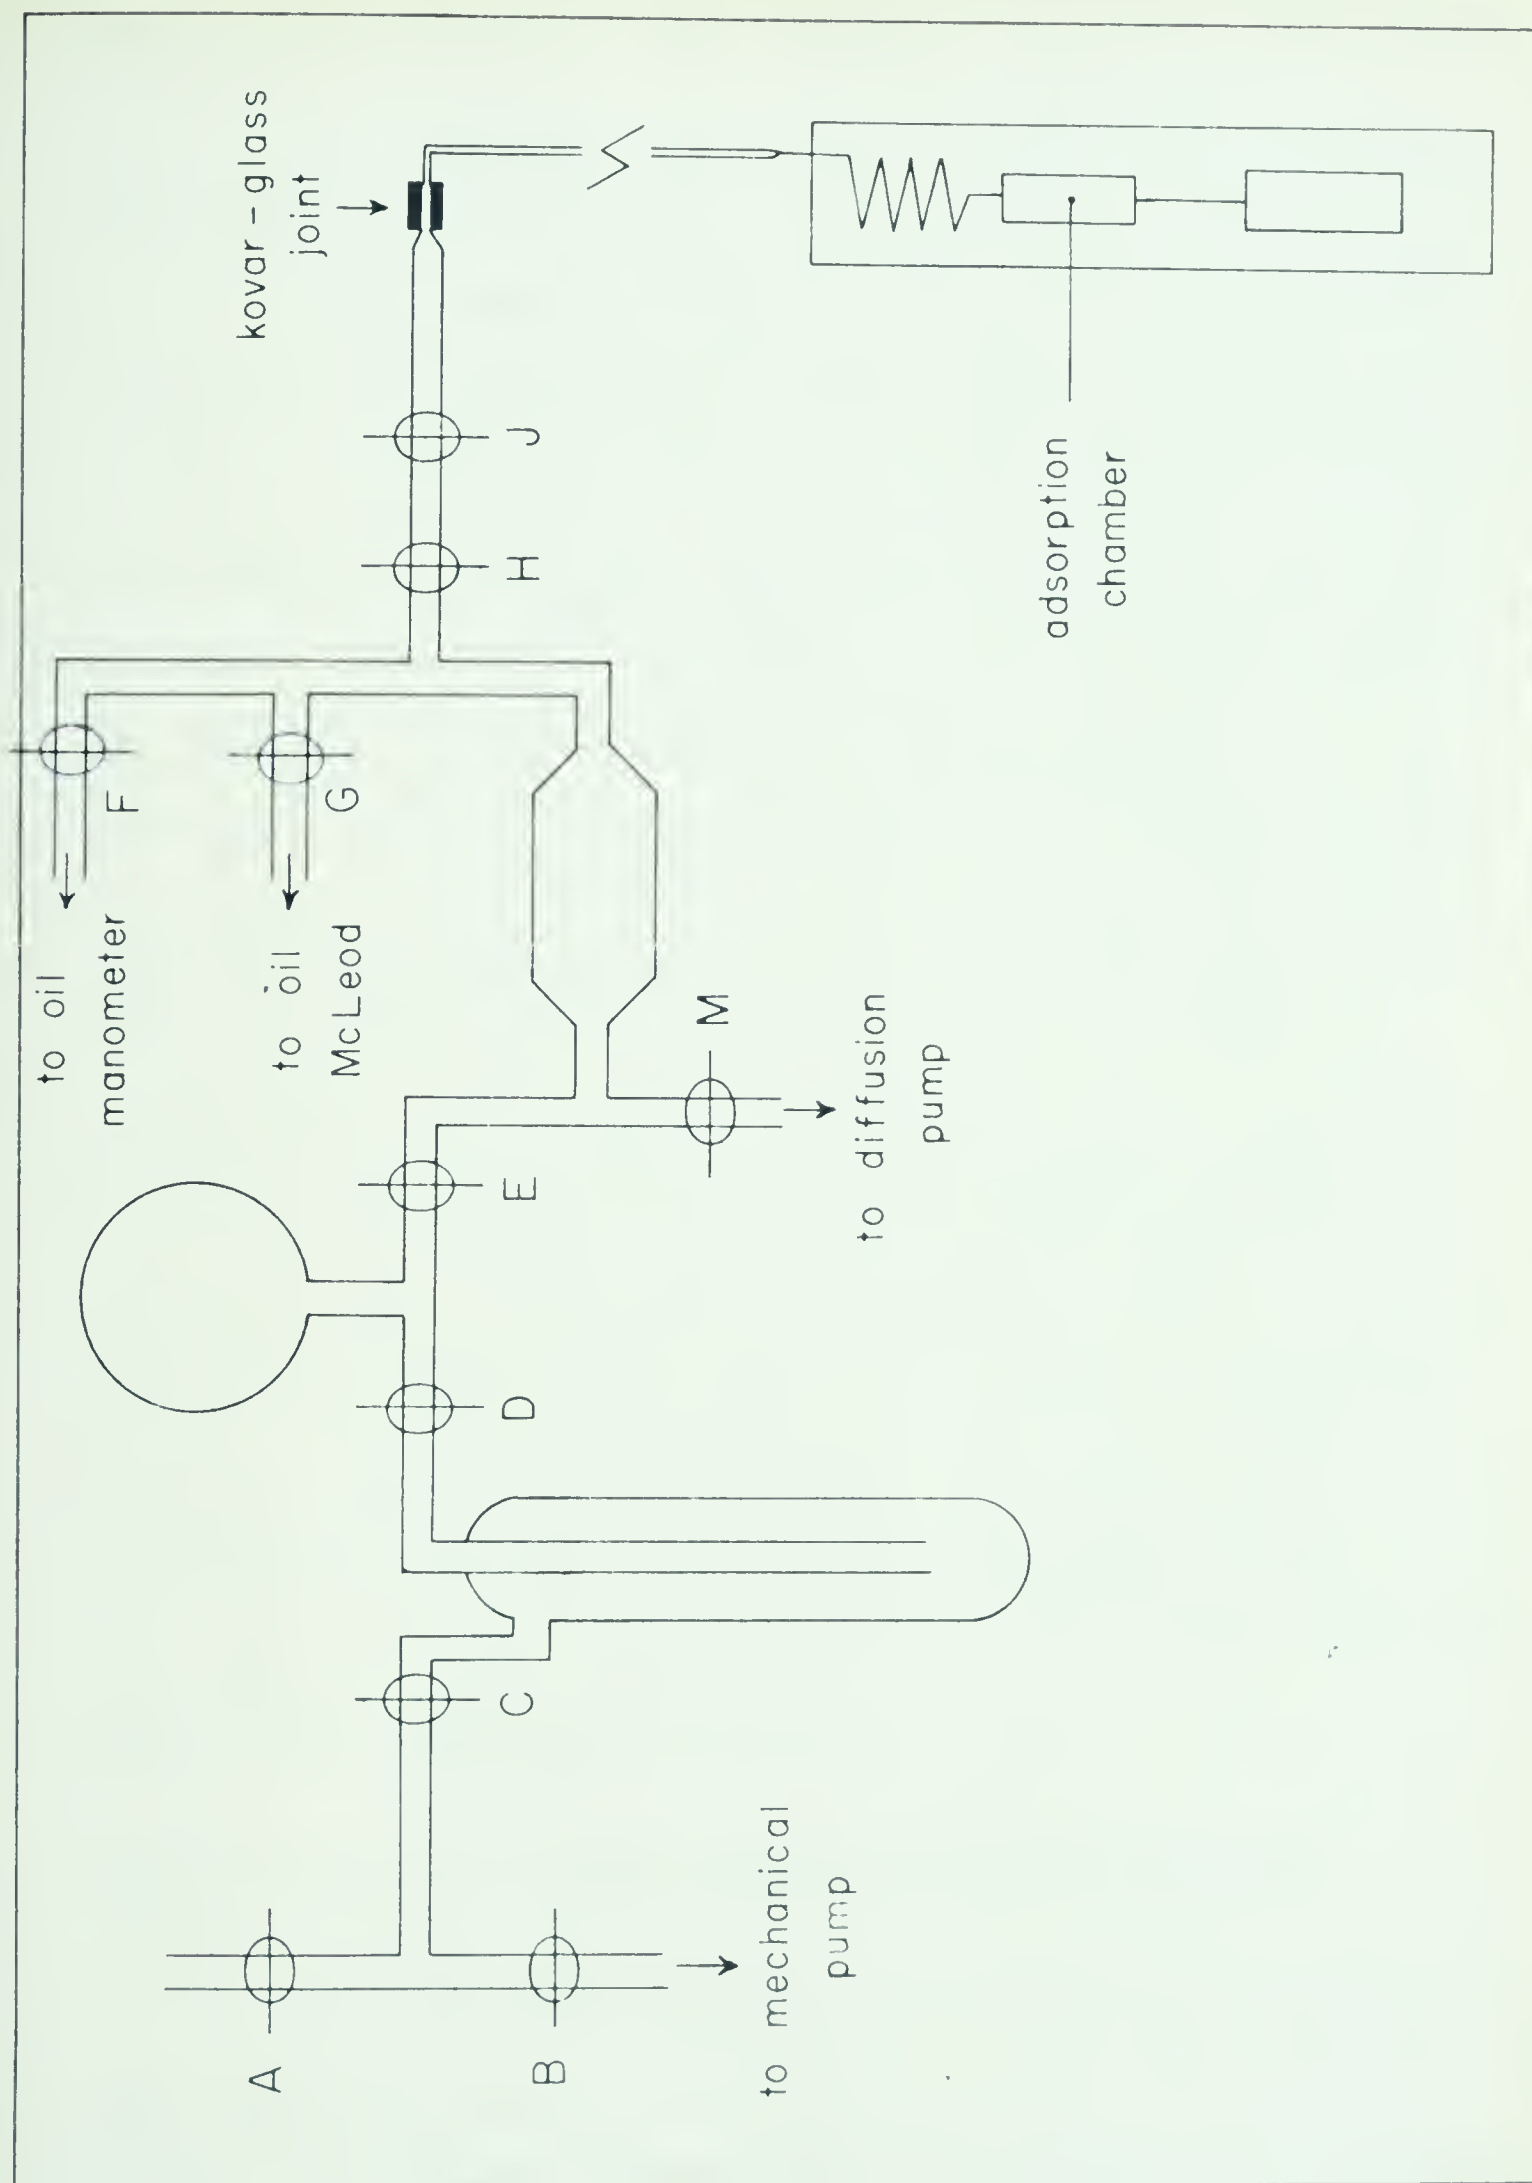 A
B
to mechanical
pump
C
D
E
M
to diffusion
pump
to oil
manometer
to oil
McLeod
F
G
H
J
kovar-glass
joint
adsorption
chamber